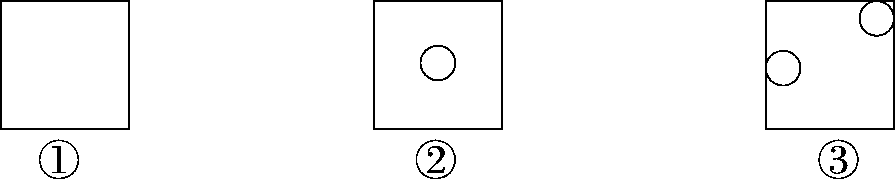 ① ② ③